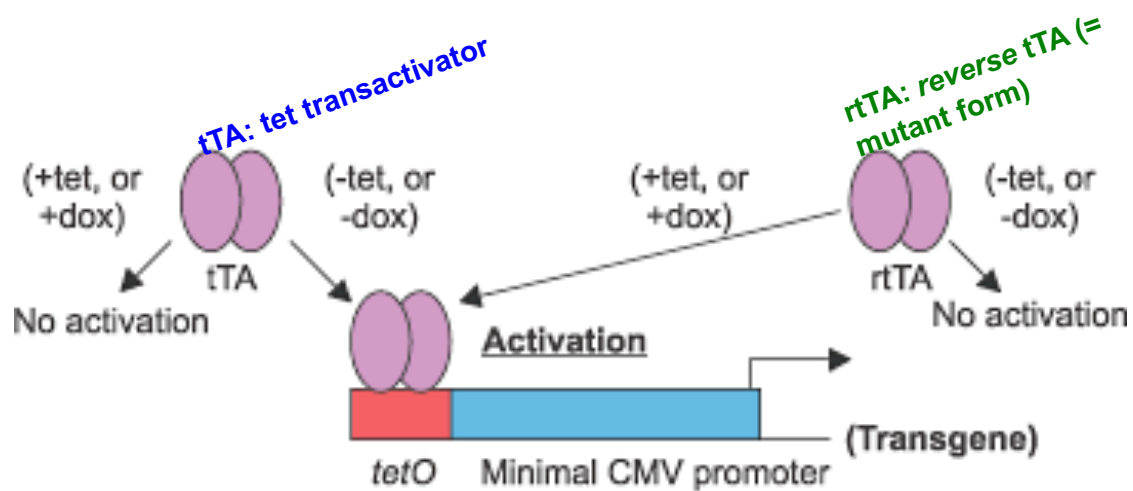 tTA: tet transactivator
rtTA: reverse tTA (=
mutant form)
(+tet, or
+dox)
(-tet, or
-dox)
(+tet, or
+dox)
(-tet, or
-dox)
tTA
rtTA
No activation
No activation
Activation
(Transgene)
tetO
Minimal CMV promoter